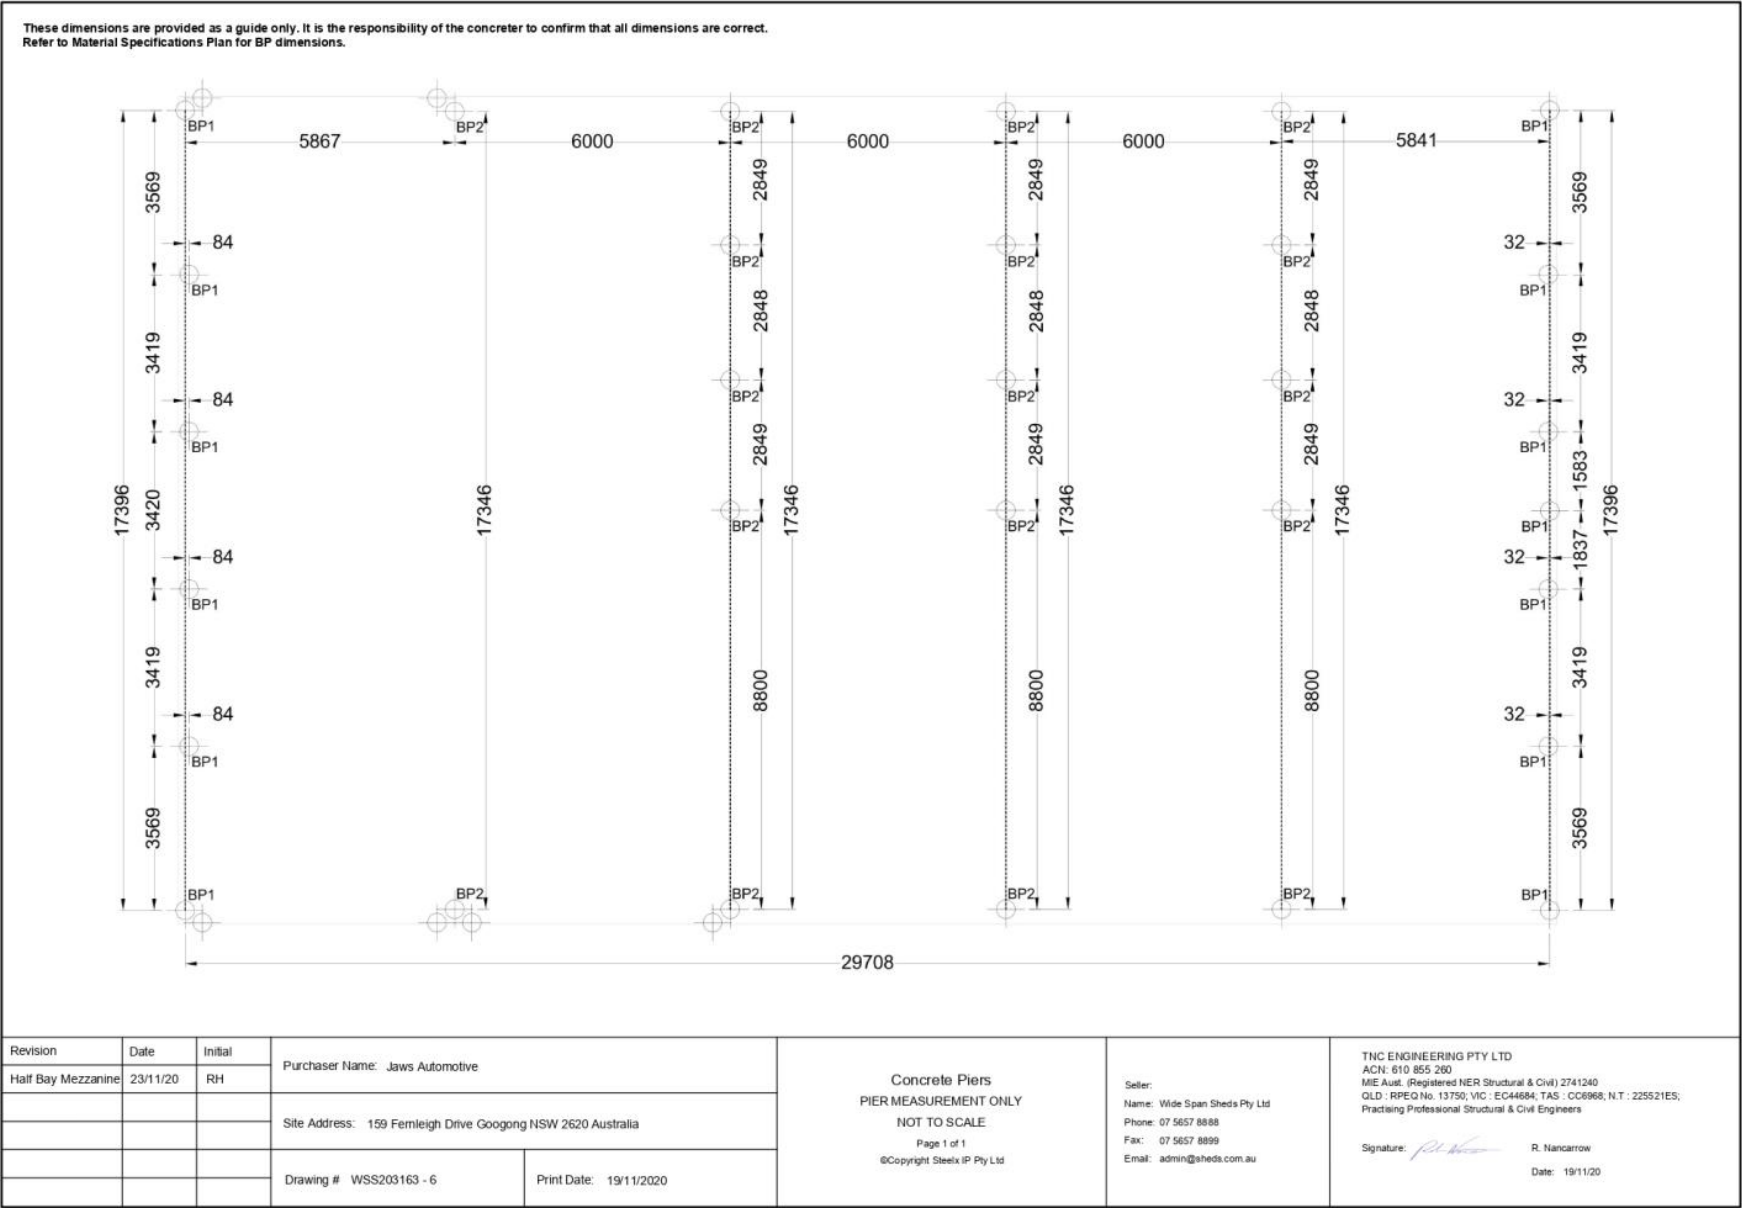 These dimensions are provided as a guide only. It is the responsibility of the concreter to confirm that all dimensions are correct.
Refer to Material Specifications Plan for BP dimensions.
BP1 BP2 BP2 BP2 BP2 BP1
5867 6000 6000 6000 5841
3569 2849 2849 2849 3569
84 32
BP2 BP2 BP2
BP1 BP1
2848 2848 2848
3419 3419
84 BP2 BP2 BP2 32
BP1 2849 2849 2849 BP1
1583
17396 3420 17346 17346 17346 17346 17396
BP2 BP2 BP2 BP1
84 32 1837
BP1 BP1
3419 8800 8800 8800 3419
84 32
BP1 BP1
3569 3569
BP1 BP2 BP2 BP2 BP2 BP1
29708
Revision Date Initial
Half Bay Mezzanine 23/11/20 RH
Purchaser Name: Jaws Automotive
Site Address: 159 Fernleigh Drive Googong NSW 2620 Australia
Drawing # WSS203163 - 6
Print Date: 19/11/2020
Concrete Piers
PIER MEASUREMENT ONLY
NOT TO SCALE
Page 1 of 1
©Copyright Steelx IP Pty Ltd
Seller:
Name: Wide Span Sheds Pty Ltd
Phone: 07 5657 8888
Fax: 07 5657 8899
Email: admin@sheds.com.au
TNC ENGINEERING PTY LTD
ACN: 610 855 260
MIE Aust. (Registered NER Structural & Civil) 2741240
QLD : RPEQ No. 13750; VIC : EC44684; TAS : CC6968; N.T : 225521ES;
Practising Professional Structural & Civil Engineers
Signature: R. Nancarrow
Date: 19/11/20